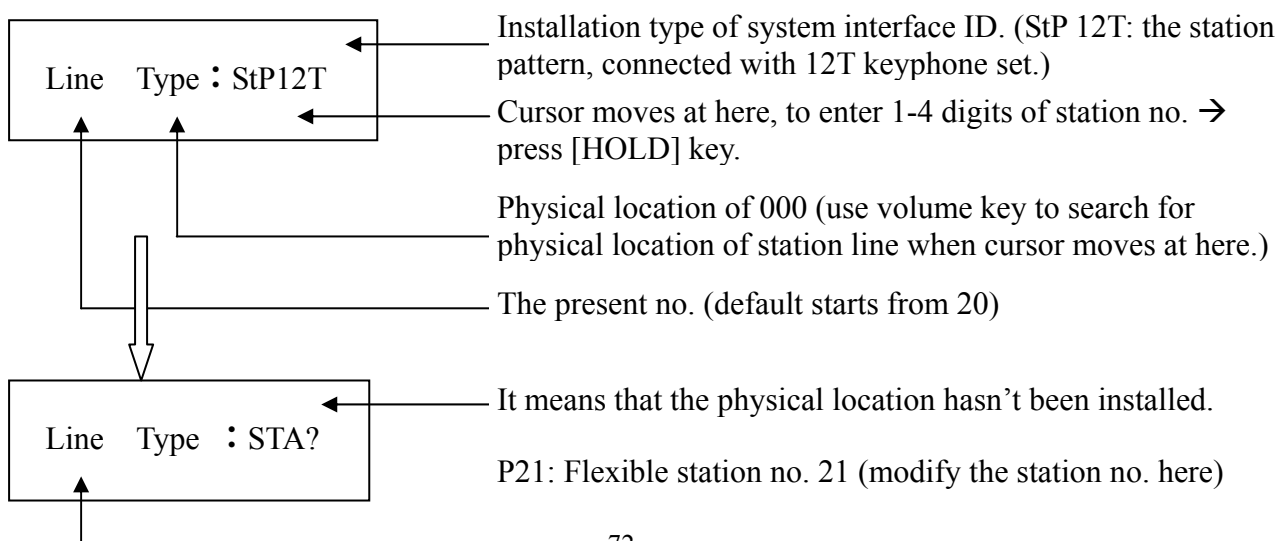 Installation type of system interface ID. (StP 12T: the station
pattern, connected with 12T keyphone set.)
Line Type：StP12T
Cursor moves at here, to enter 1-4 digits of station no. →
press [HOLD] key.
Physical location of 000 (use volume key to search for
physical location of station line when cursor moves at here.)
The present no. (default starts from 20)
It means that the physical location hasn’t been installed.
Line Type ：STA?
P21: Flexible station no. 21 (modify the station no. here)